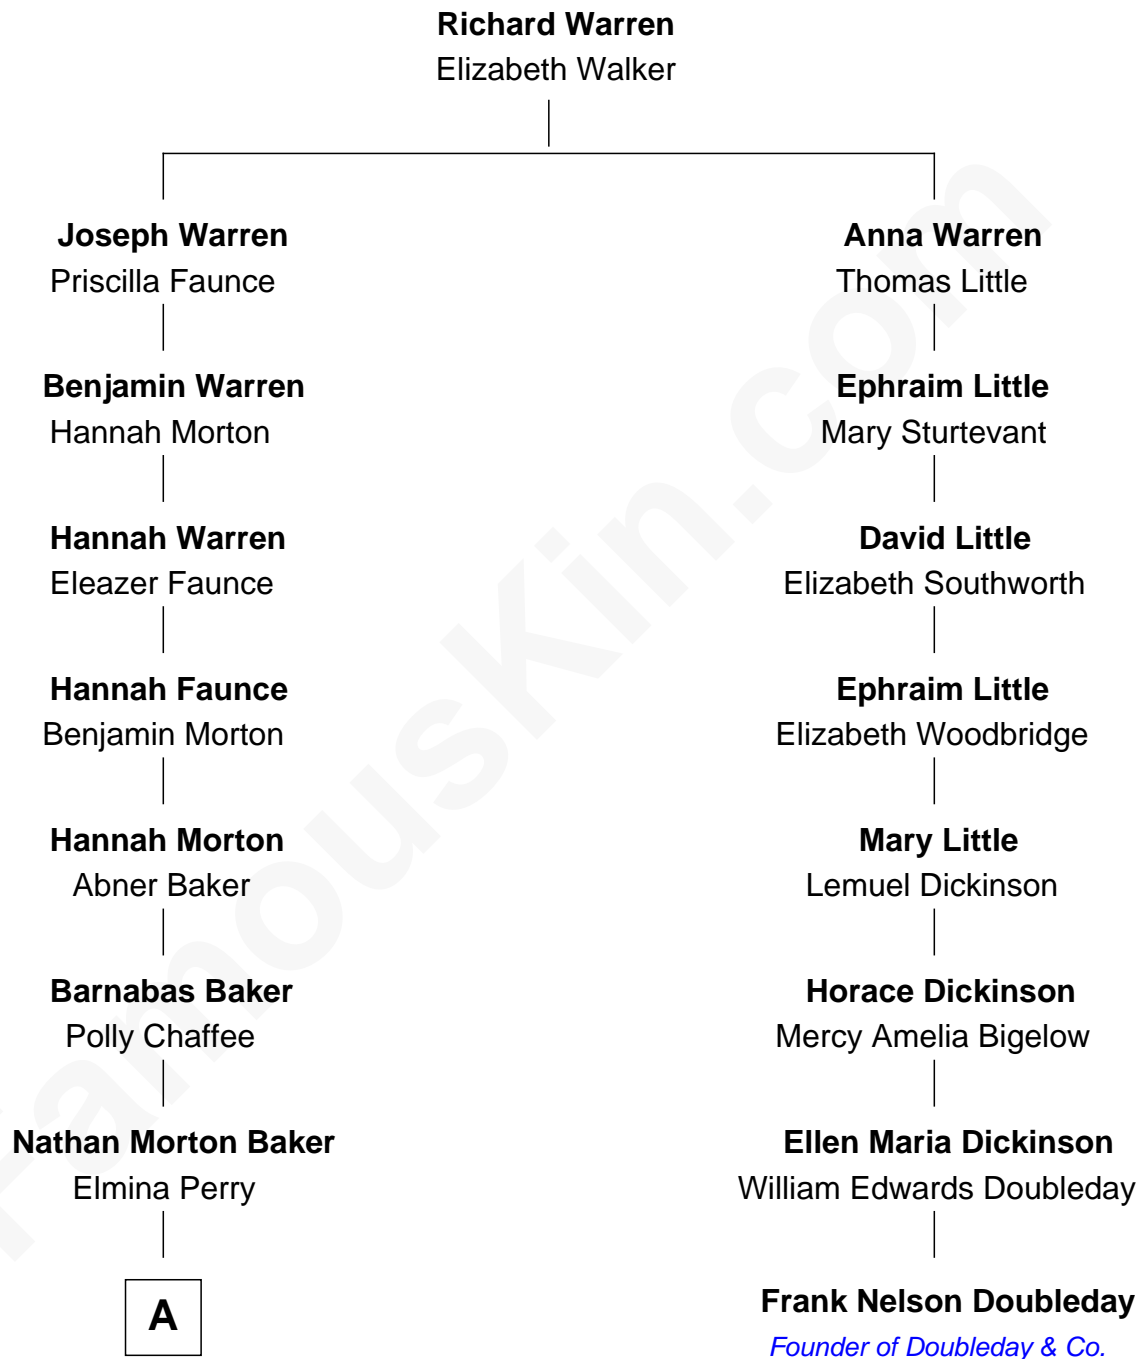 Richard Warren
Elizabeth Walker
Joseph Warren
Priscilla Faunce
Benjamin Warren
Hannah Morton
Hannah Warren
Eleazer Faunce
Hannah Faunce
Benjamin Morton
Hannah Morton
Abner Baker
Barnabas Baker
Polly Chaffee
Nathan Morton Baker
Elmina Perry
A
Anna Warren
Thomas Little
Ephraim Little
Mary Sturtevant
David Little
Elizabeth Southworth
Ephraim Little
Elizabeth Woodbridge
Mary Little
Lemuel Dickinson
Horace Dickinson
Mercy Amelia Bigelow
Ellen Maria Dickinson
William Edwards Doubleday
Frank Nelson Doubleday
Founder of Doubleday & Co.
FamousKin.com